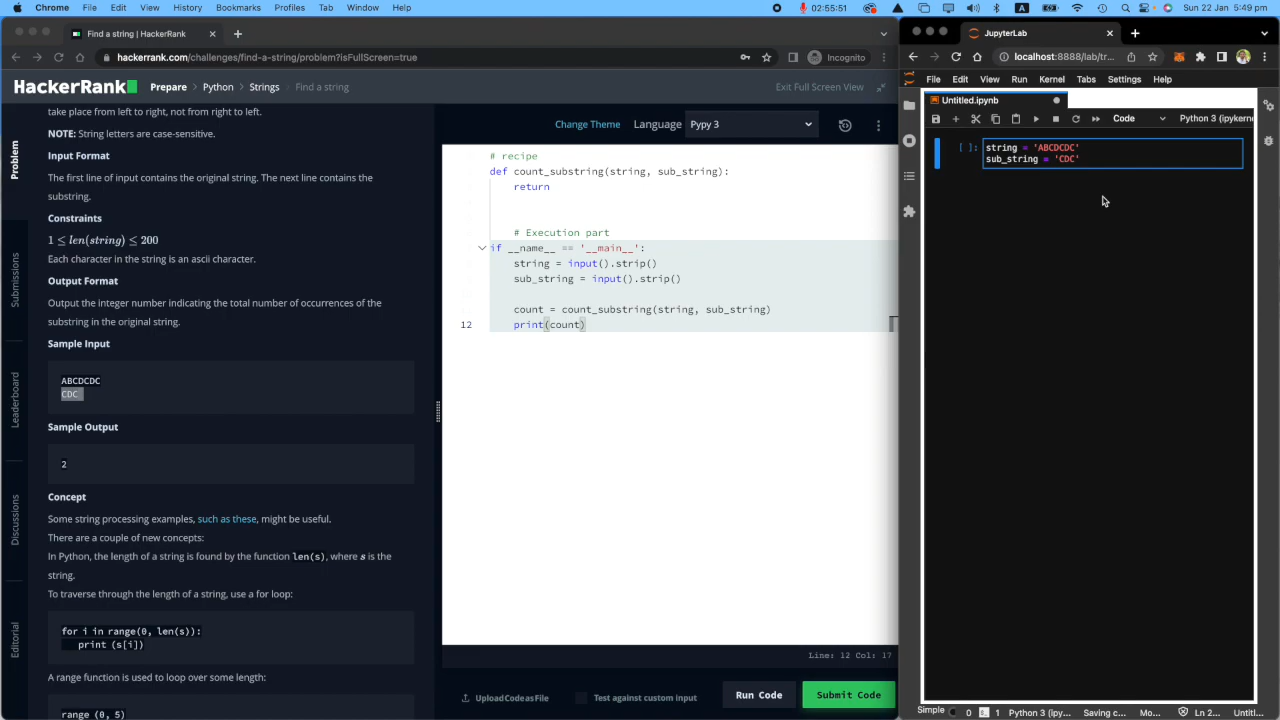 Chrome File Edit View History Bookmarks Profiles Tab Window Help
02:55:51
A
Sun 22 Jan 5:49 pm
Find a string | HackerRank
hackerrank.com/challenges/find-a-string/problem?isFullScreen=true
Incognito
HackerRank
Prepare
Python
Strings
Find a string
Exit Full Screen View
Problem
Submissions
Leaderboard
Discussions
Editorial
take place from left to right, not from right to left.
NOTE: String letters are case-sensitive.
Input Format
The first line of input contains the original string. The next line contains the
substring.
Constraints
1 ≤ len(string) ≤ 200
Each character in the string is an ascii character.
Output Format
Output the integer number indicating the total number of occurrences of the
substring in the original string.
Sample Input
ABCDCDC
CDC
Sample Output
2
Concept
Some string processing examples, such as these, might be useful.
There are a couple of new concepts:
In Python, the length of a string is found by the function len(s), where s is the
string.
To traverse through the length of a string, use a for loop:
for i in range(0, len(s)):
print (s[i])
A range function is used to loop over some length:
range (0, 5)
Change Theme
Language
Pypy 3
# recipe
def count_substring(string, sub_string):
return
# Execution part
if __name__ == '__main__':
string = input().strip()
sub_string = input().strip()
count = count_substring(string, sub_string)
12
print(count)
Line: 12 Col: 17
Upload Code as File
Test against custom input
Run Code
Submit Code
JupyterLab
localhost:8888/lab/tr...
File Edit View Run Kernel Tabs Settings Help
Untitled.ipynb
Code
Python 3 (ipykerne
[ ]:
string = 'ABCDCDC'
sub_string = 'CDC'
Simple
0
1
Python 3 (ipy...
Saving c...
Mo...
Ln 2...
Untitl...